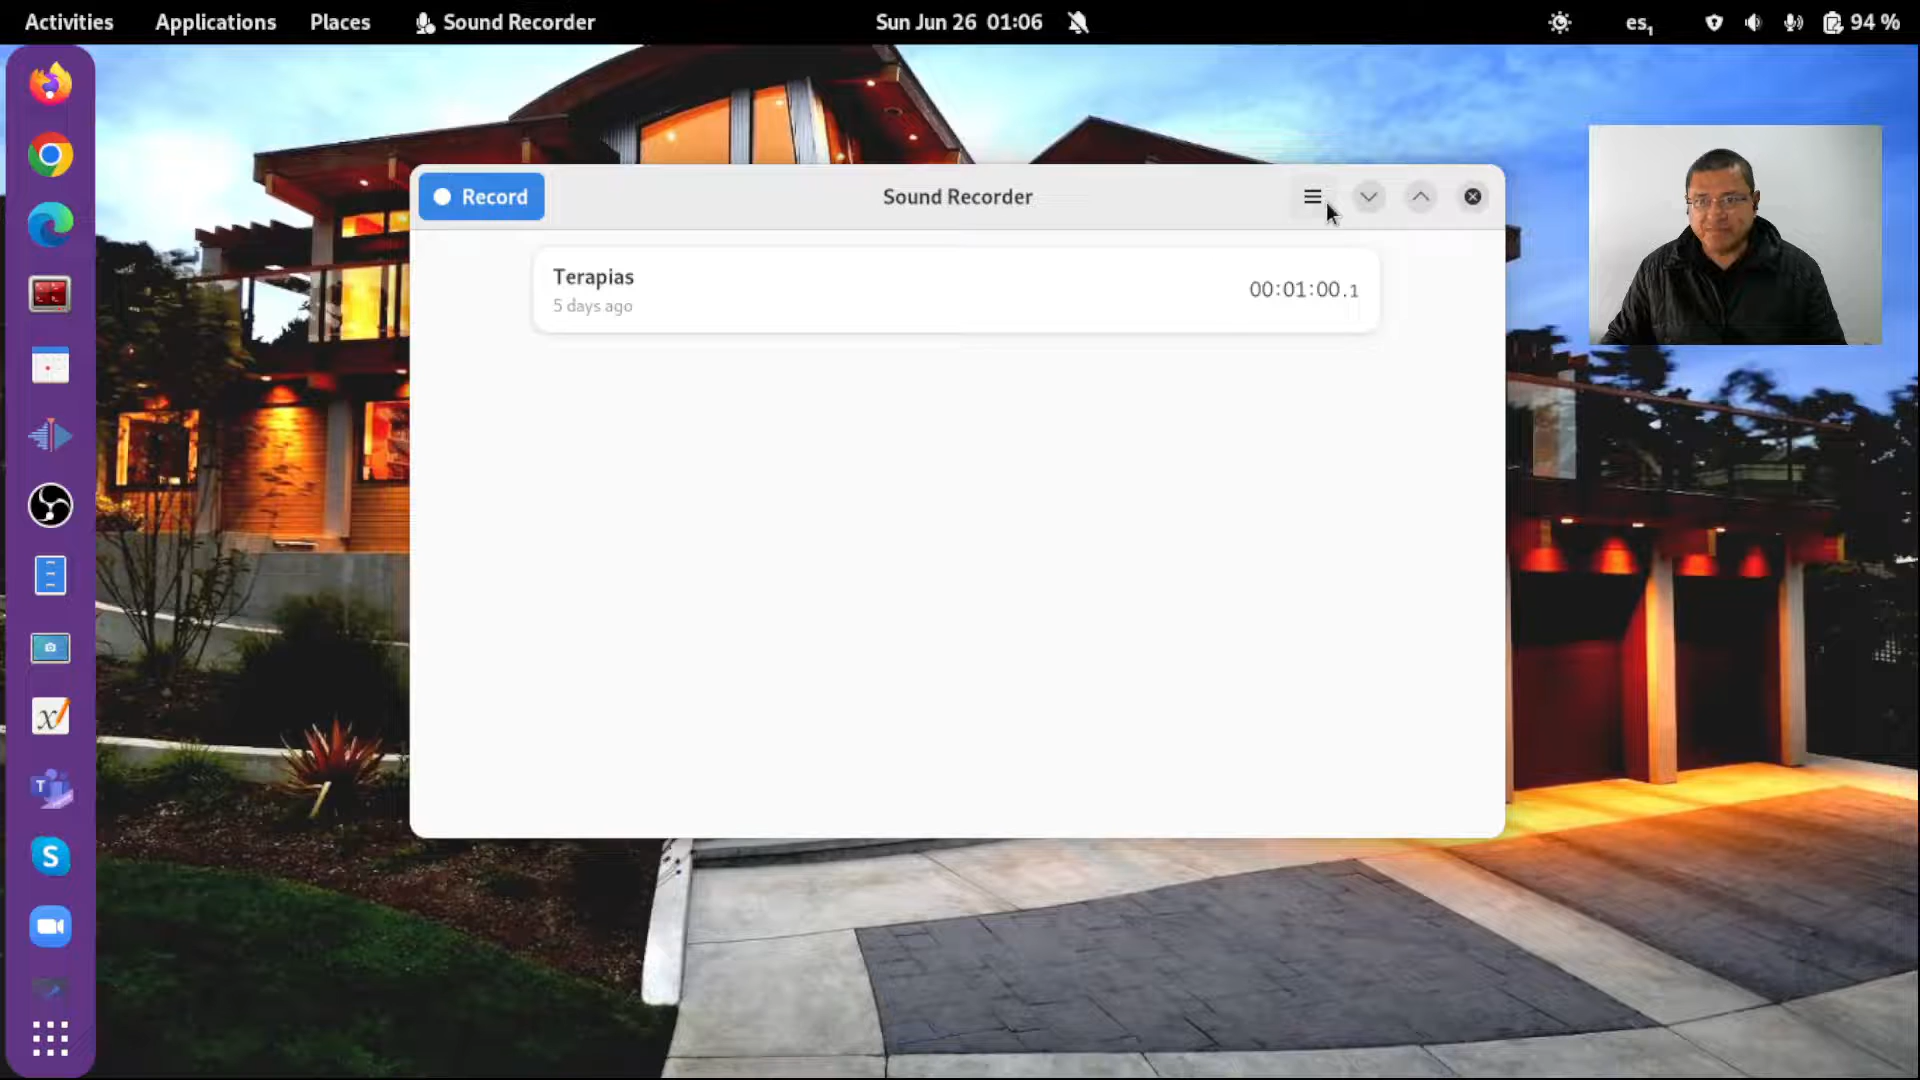 Activities Applications Places Sound Recorder Sun Jun 26 01:06 es₁ 94 %
Record Sound Recorder
Terapias 00:01:00.1
5 days ago